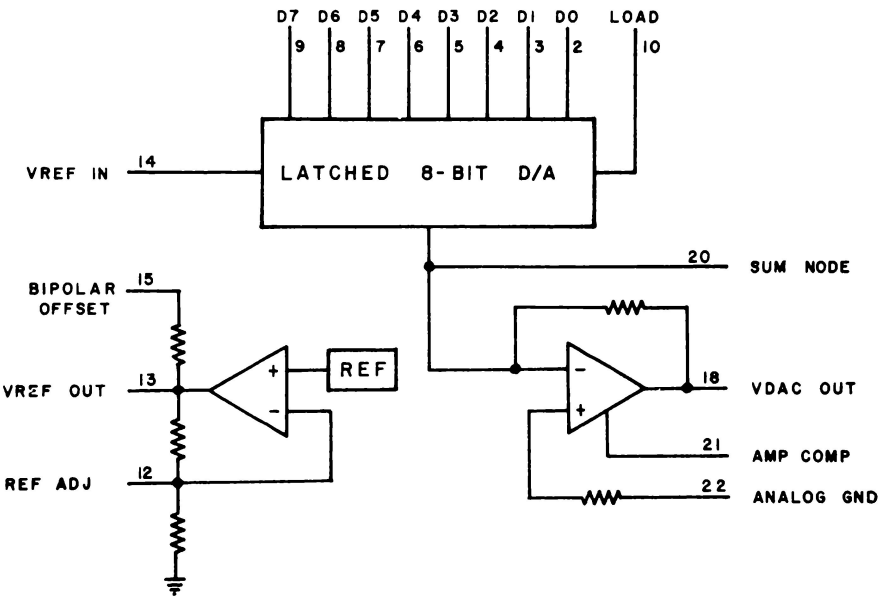 D7 D6 D5 D4 D3 D2 D1 D0 LOAD
9 8 7 6 5 4 3 2 10
VREF IN 14
LATCHED 8-BIT D/A
20 SUM NODE
BIPOLAR 15
OFFSET
+ REF
-
VREF OUT 13
-
+
18 VDAC OUT
REF ADJ 12
21 AMP COMP
22 ANALOG GND